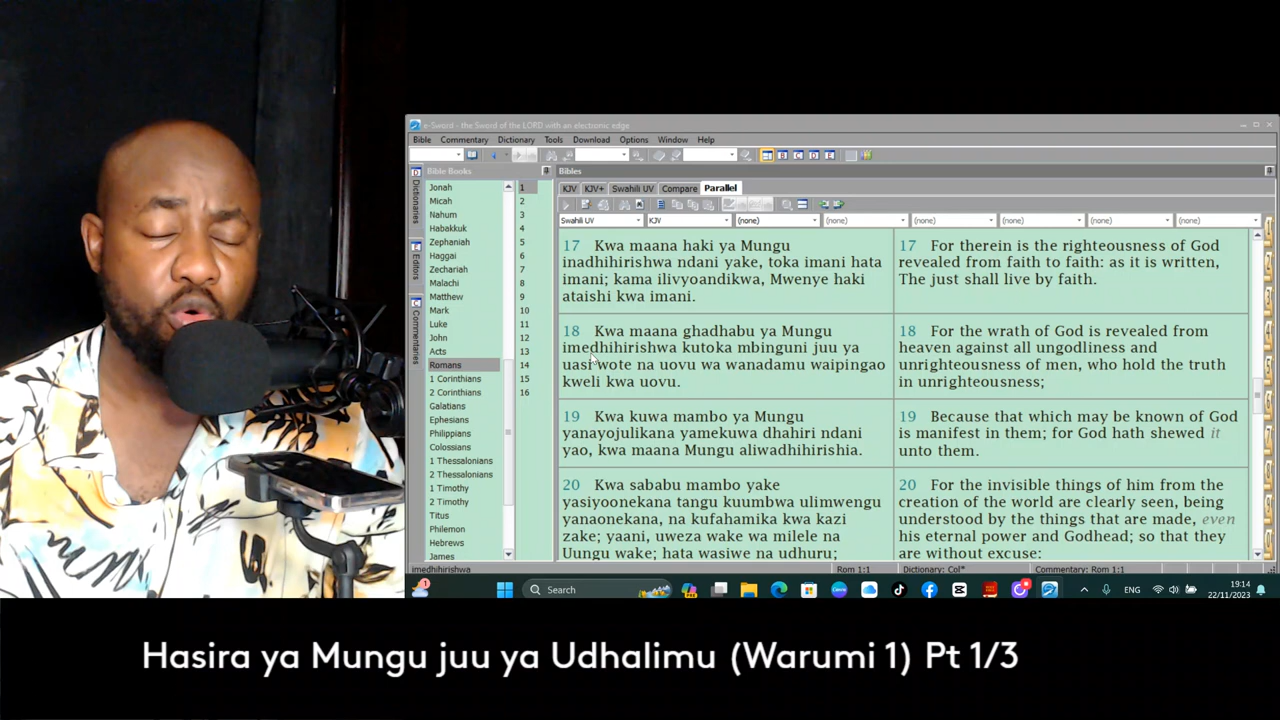 e-Sword - the Sword of the LORD with an electronic edge
Bible Commentary Dictionary Tools Download Options Window Help
Bible Books
Bibles
KJV KJV+ Swahili UV Compare Parallel
Swahili UV KJV (none) (none) (none) (none) (none) (none)
Dictionaries
Editors
Commentaries
Jonah
Micah
Nahum
Habakkuk
Zephaniah
Haggai
Zechariah
Malachi
Matthew
Mark
Luke
John
Acts
Romans
1 Corinthians
2 Corinthians
Galatians
Ephesians
Philippians
Colossians
1 Thessalonians
2 Thessalonians
1 Timothy
2 Timothy
Titus
Philemon
Hebrews
James
1
2
3
4
5
6
7
8
9
10
11
12
13
14
15
16
17 Kwa maana haki ya Mungu
inadhihirishwa ndani yake, toka imani hata
imani; kama ilivyoandikwa, Mwenye haki
ataishi kwa imani.
17 For therein is the righteousness of God
revealed from faith to faith: as it is written,
The just shall live by faith.
18 Kwa maana ghadhabu ya Mungu
imedhihirishwa kutoka mbinguni juu ya
uasi wote na uovu wa wanadamu waipingao
kweli kwa uovu.
18 For the wrath of God is revealed from
heaven against all ungodliness and
unrighteousness of men, who hold the truth
in unrighteousness;
19 Kwa kuwa mambo ya Mungu
yanayojulikana yamekuwa dhahiri ndani
yao, kwa maana Mungu aliwadhihirishia.
19 Because that which may be known of God
is manifest in them; for God hath shewed it
unto them.
20 Kwa sababu mambo yake
yasiyoonekana tangu kuumbwa ulimwengu
yanaonekana, na kufahamika kwa kazi
zake; yaani, uweza wake wa milele na
Uungu wake; hata wasiwe na udhuru;
20 For the invisible things of him from the
creation of the world are clearly seen, being
understood by the things that are made, even
his eternal power and Godhead; so that they
are without excuse:
imedhihirishwa
Rom 1:1
Dictionary: Col*
Commentary: Rom 1:1
Search
ENG
19:14
22/11/2023
Hasira ya Mungu juu ya Udhalimu (Warumi 1) Pt 1/3